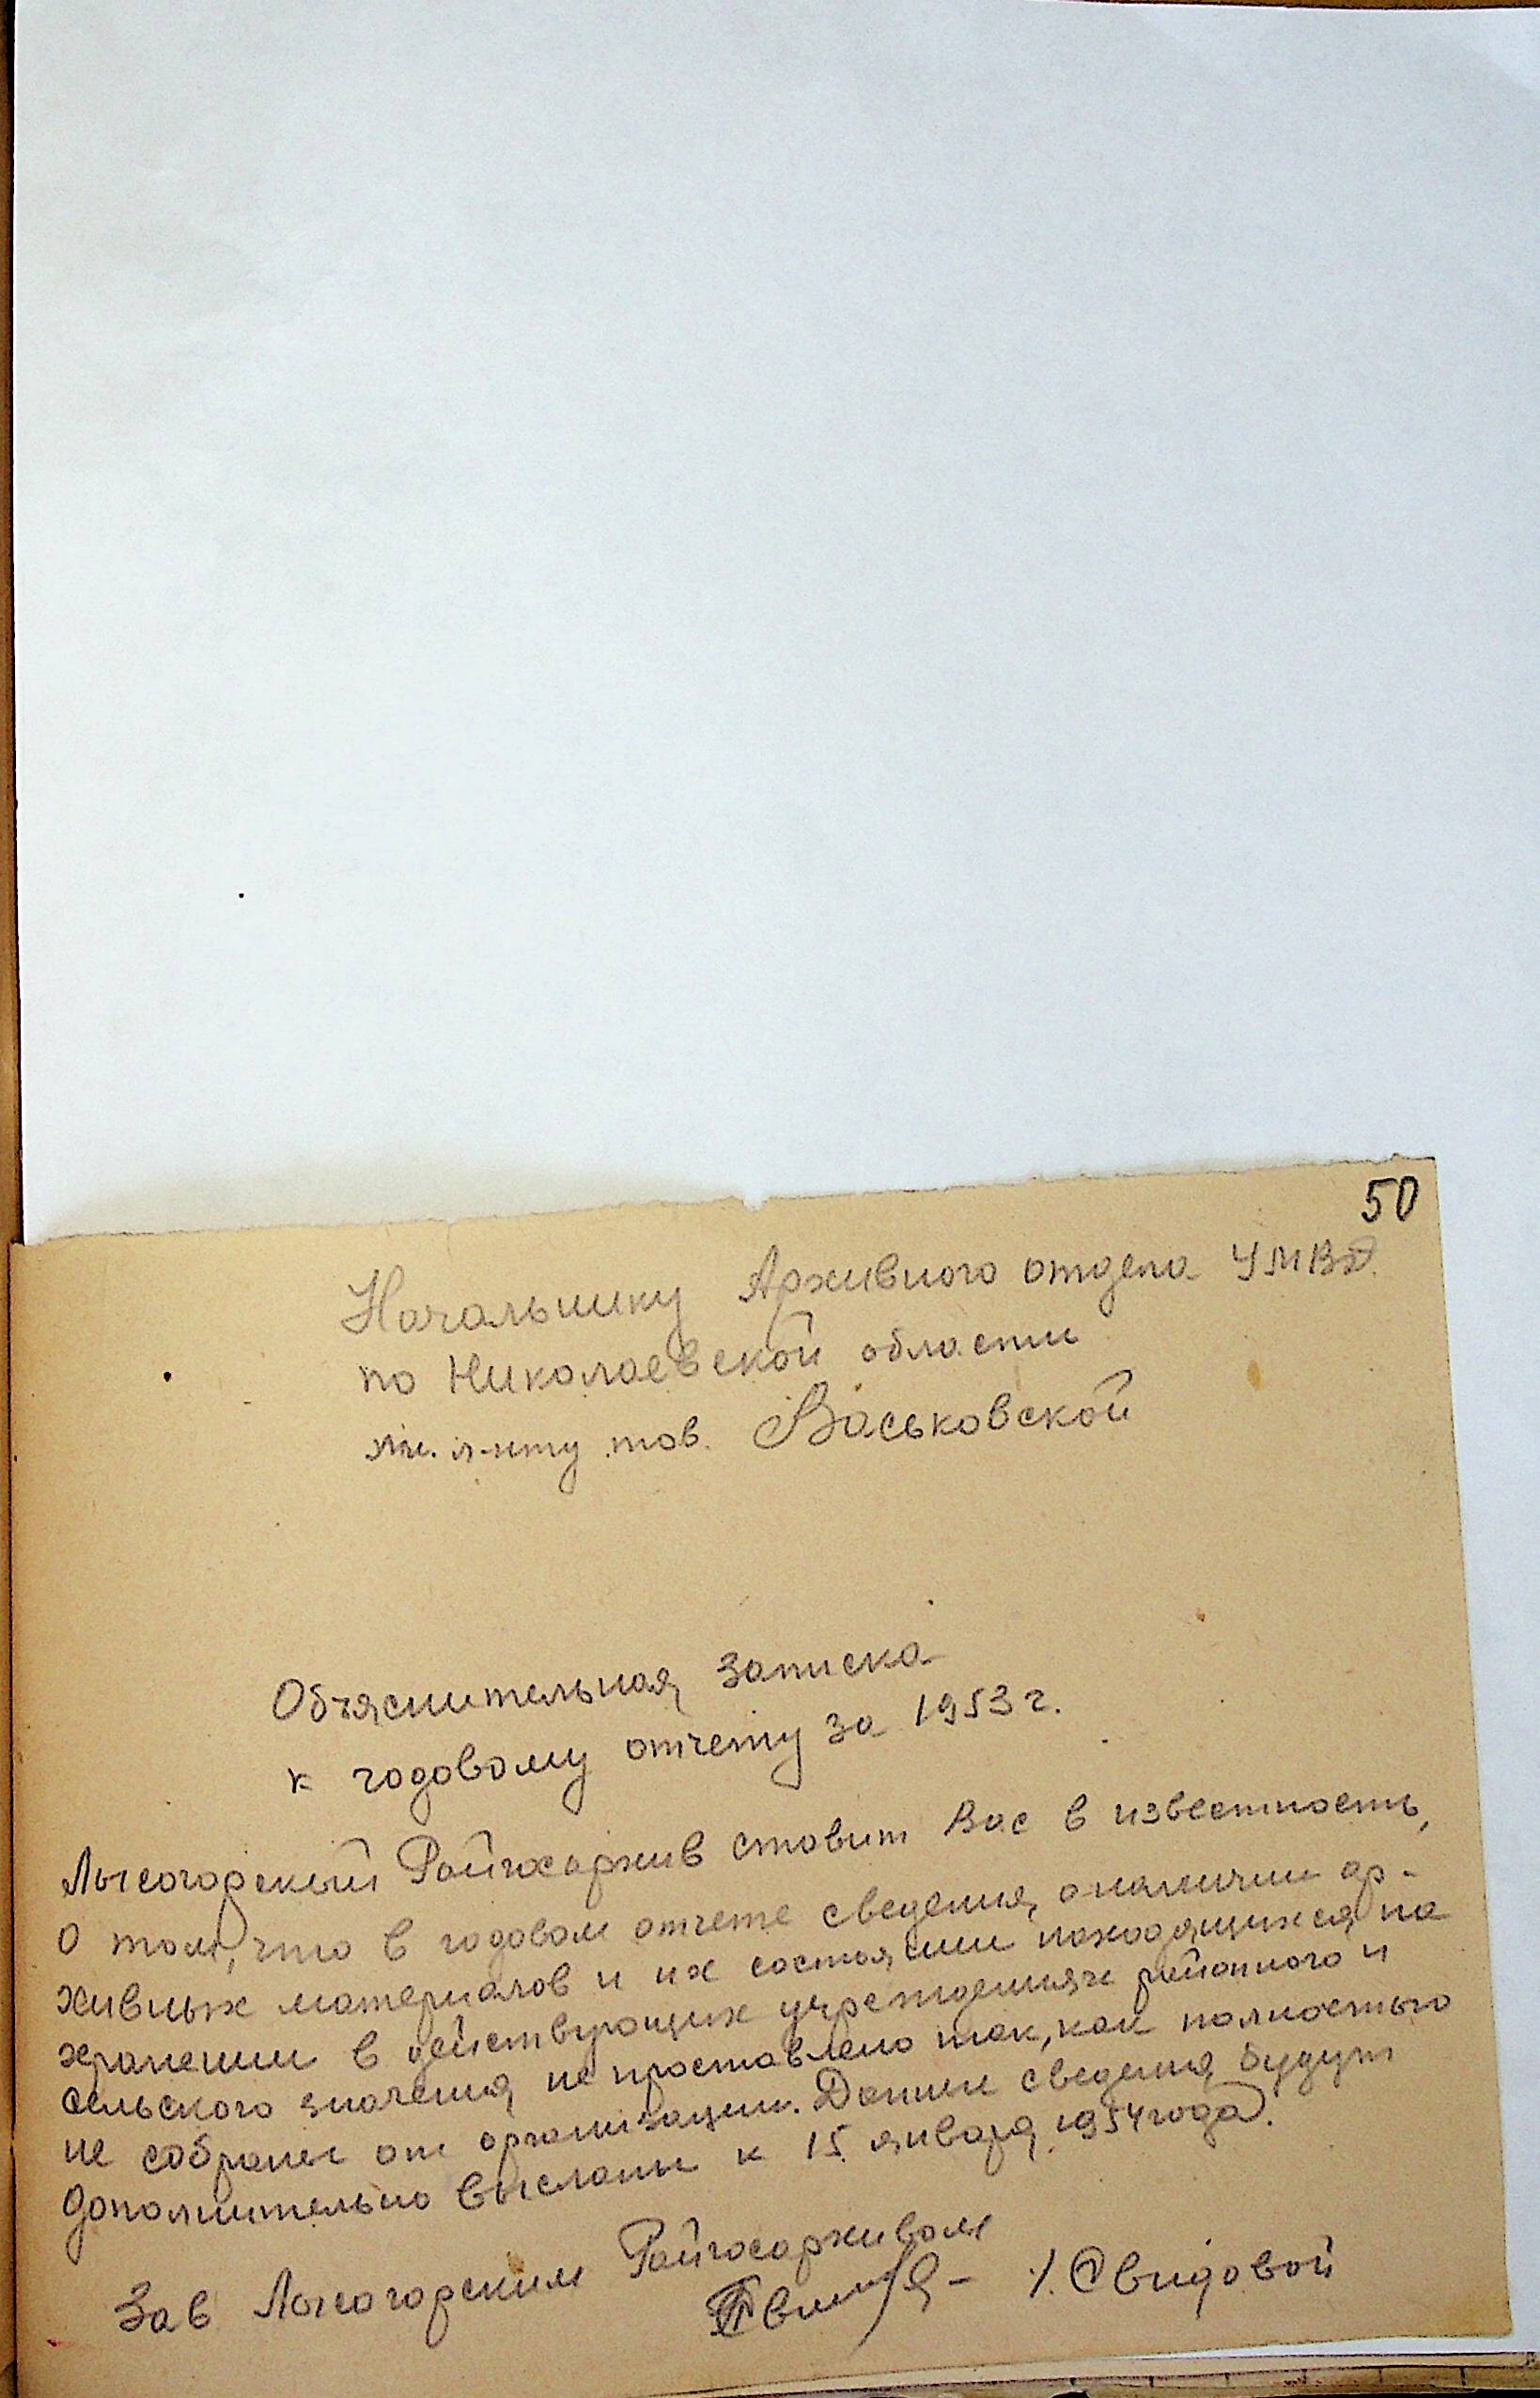 50
Начальнику Архивного отдела УМВД
по Николаевской области
мл. л-нту тов. Васьковской
Объяснительная записка
к годовому отчету за 1953 г.
Лысогорский Райгосархив ставит Вас в известность,
о том, что в годовом отчете сведения, о наличии ар-
хивных материалов и их состоянии находящихся на
хранении в действующих учреждениях районного и
сельского значения не проставлено так, как полностью
не собраны от организации. Данные сведения будут
дополнительно высланы к 15 января 1954 года.
Зав Лысогорским Райгосархивом
/. Свидовой